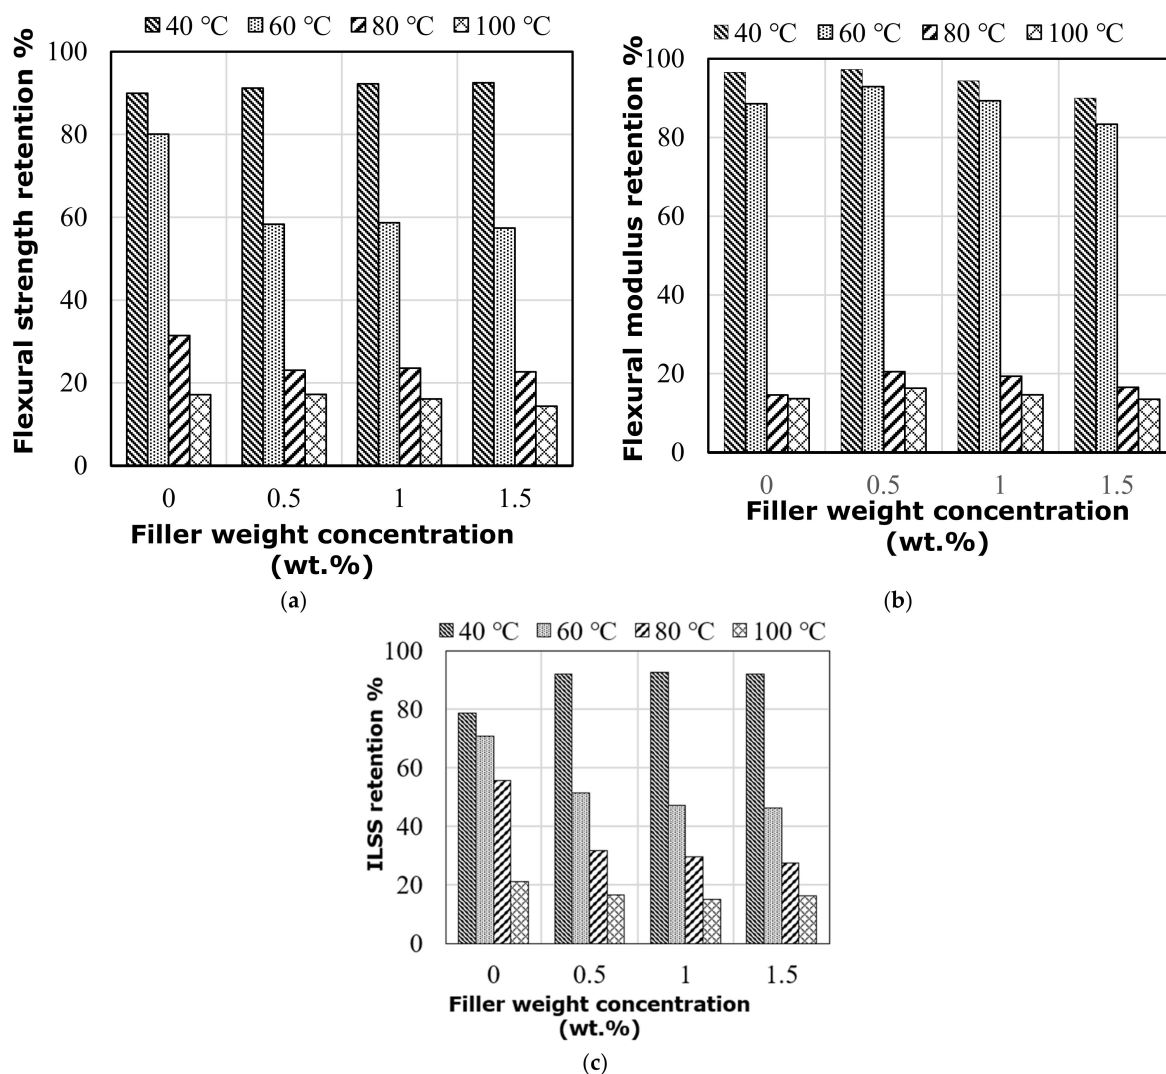 40 °C 60 °C 80 °C 100 °C
Flexural strength retention %
100
80
60
40
20
0
0 0.5 1 1.5
Filler weight concentration
(wt.%)
(a)
40 °C 60 °C 80 °C 100 °C
Flexural modulus retention %
100
80
60
40
20
0
0 0.5 1 1.5
Filler weight concentration
(wt.%)
(b)
40 °C 60 °C 80 °C 100 °C
ILSS retention %
100
80
60
40
20
0
0 0.5 1 1.5
Filler weight concentration
(wt.%)
(c)